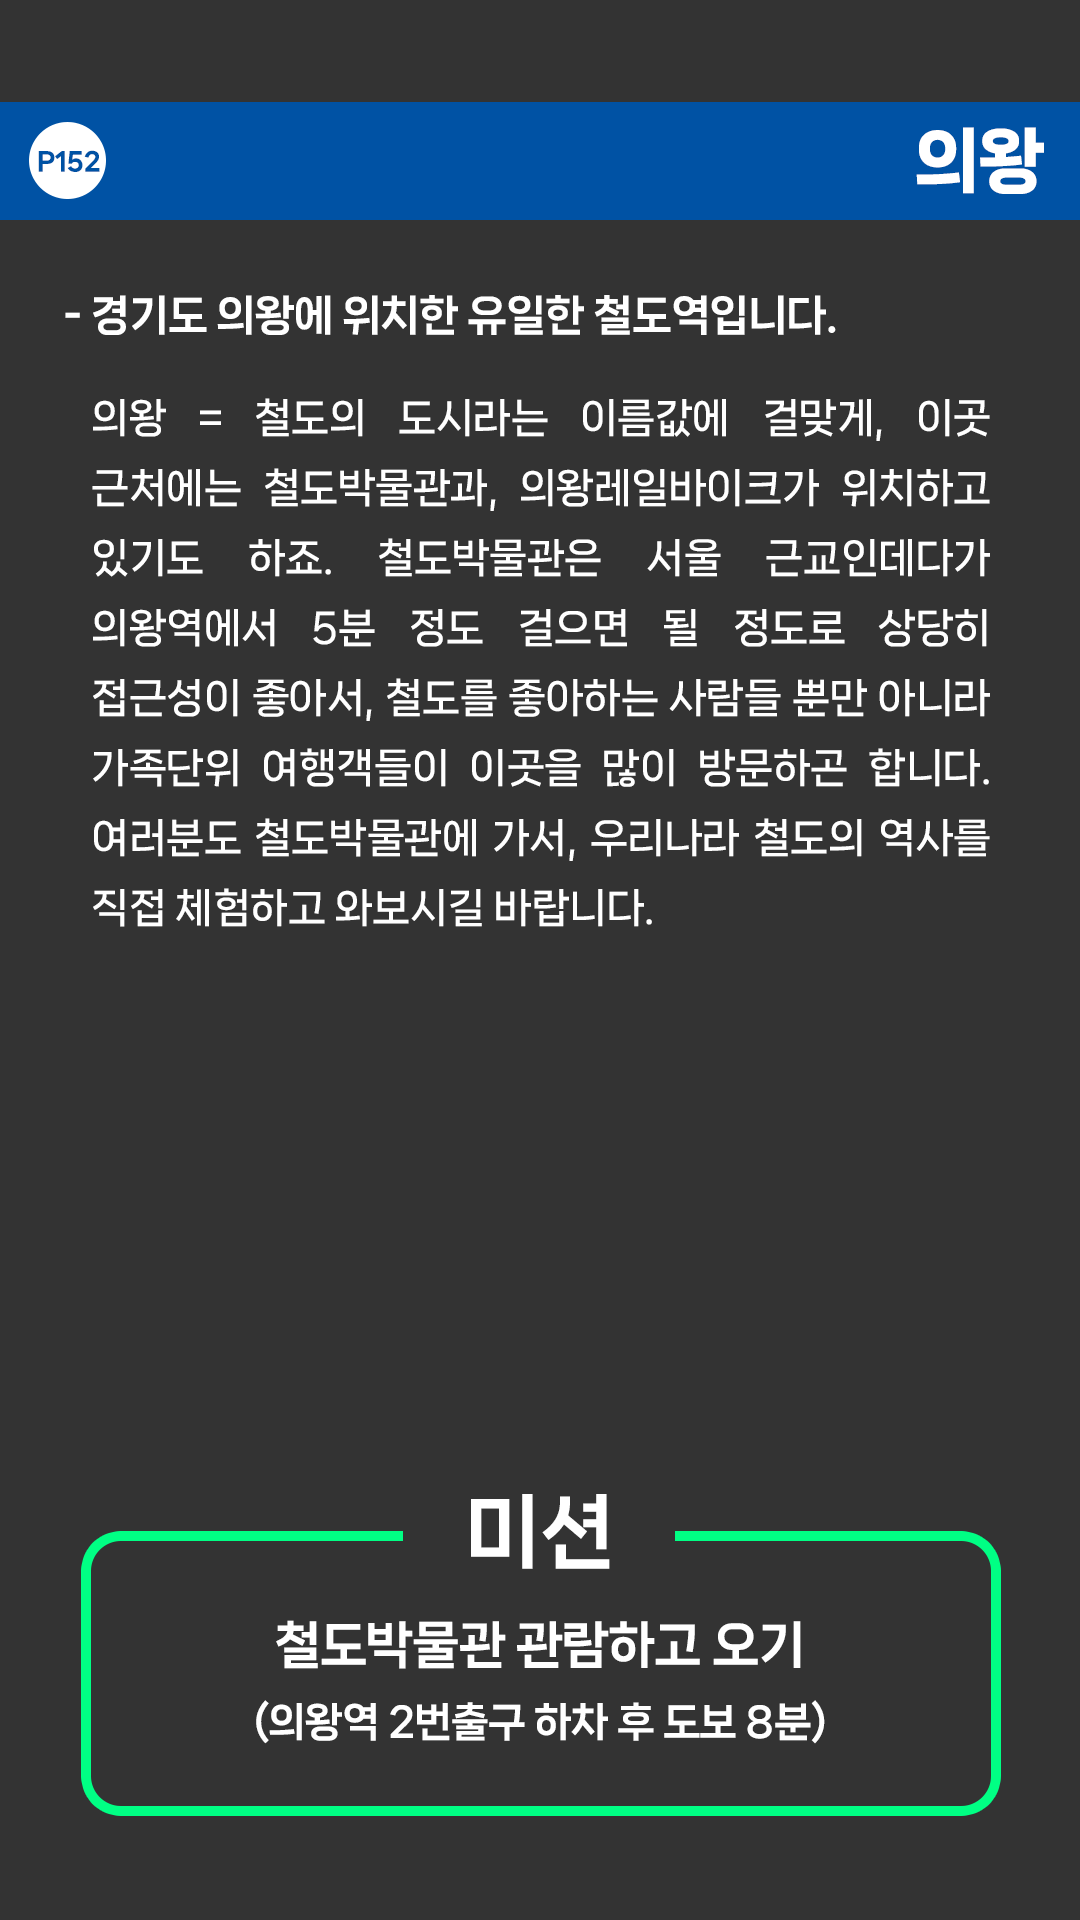 P152
의왕
- 경기도 의왕에 위치한 유일한 철도역입니다.
의왕 = 철도의 도시라는 이름값에 걸맞게, 이곳
근처에는 철도박물관과, 의왕레일바이크가 위치하고
있기도 하죠. 철도박물관은 서울 근교인데다가
의왕역에서 5분 정도 걸으면 될 정도로 상당히
접근성이 좋아서, 철도를 좋아하는 사람들 뿐만 아니라
가족단위 여행객들이 이곳을 많이 방문하곤 합니다.
여러분도 철도박물관에 가서, 우리나라 철도의 역사를
직접 체험하고 와보시길 바랍니다.
미션
철도박물관 관람하고 오기
(의왕역 2번출구 하차 후 도보 8분)